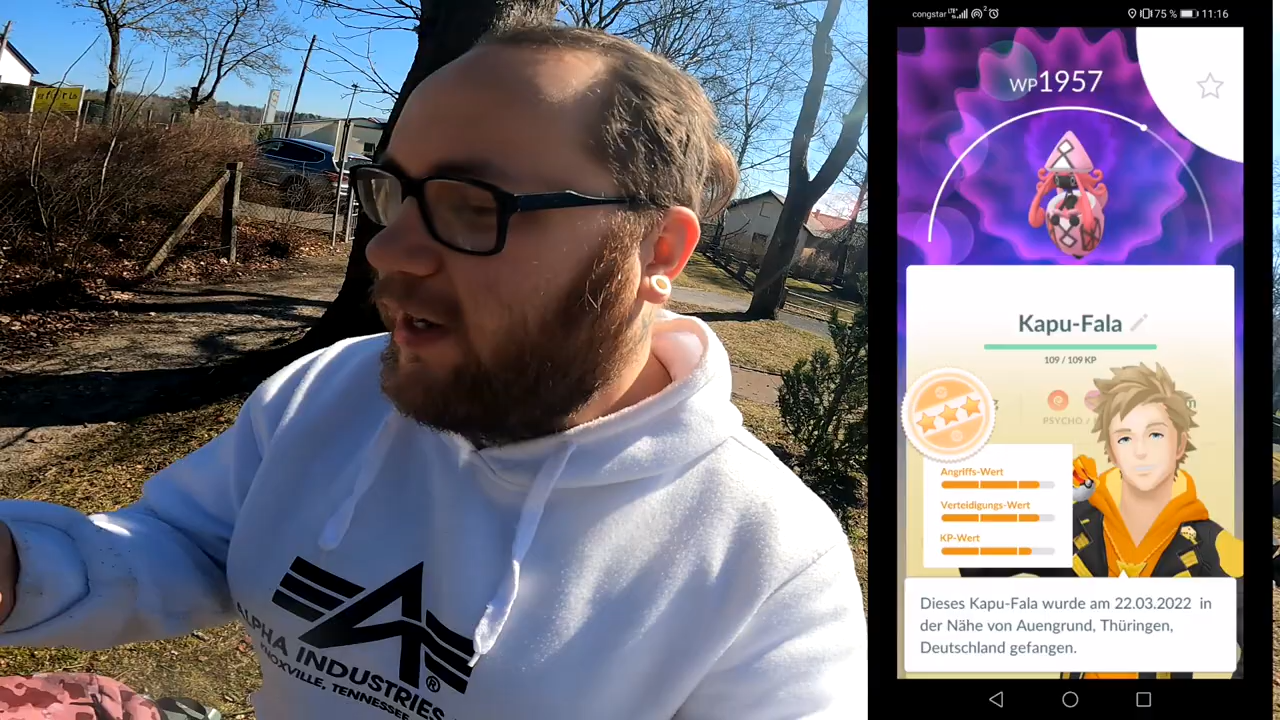 ALPHA INDUSTRIES®
KNOXVILLE, TENNESSEE
congstar
2
75 % 11:16
WP1957
Kapu-Fala
109 / 109 KP
PSYCHO /
Angriffs-Wert
Verteidigungs-Wert
KP-Wert
Dieses Kapu-Fala wurde am 22.03.2022 in
der Nähe von Auengrund, Thüringen,
Deutschland gefangen.